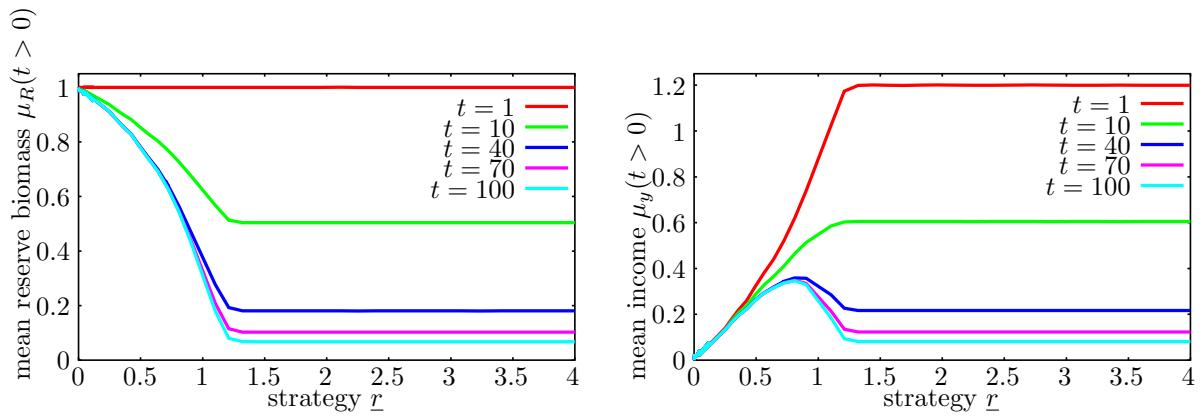 mean reserve biomass μ_R(t > 0)
1
0.8
0.6
0.4
0.2
0
0 0.5 1 1.5 2 2.5 3 3.5 4
strategy r
t = 1
t = 10
t = 40
t = 70
t = 100
mean income μ_y(t > 0)
1.2
1
0.8
0.6
0.4
0.2
0
0 0.5 1 1.5 2 2.5 3 3.5 4
strategy r
t = 1
t = 10
t = 40
t = 70
t = 100